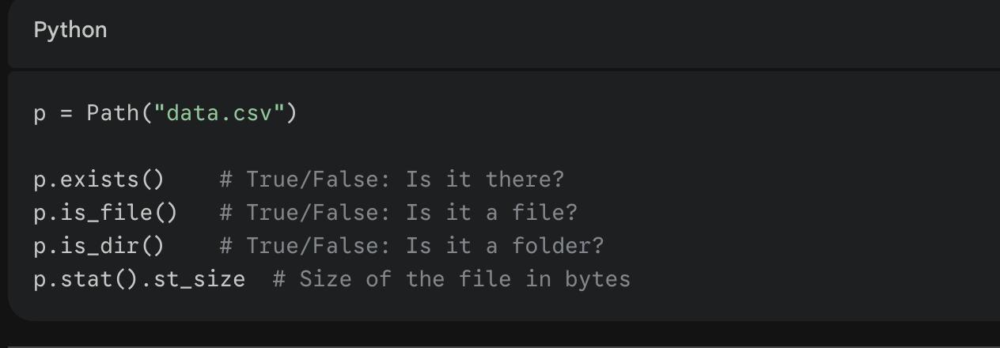 Python
p = Path("data.csv")
p.exists()    # True/False: Is it there?
p.is_file()   # True/False: Is it a file?
p.is_dir()    # True/False: Is it a folder?
p.stat().st_size  # Size of the file in bytes